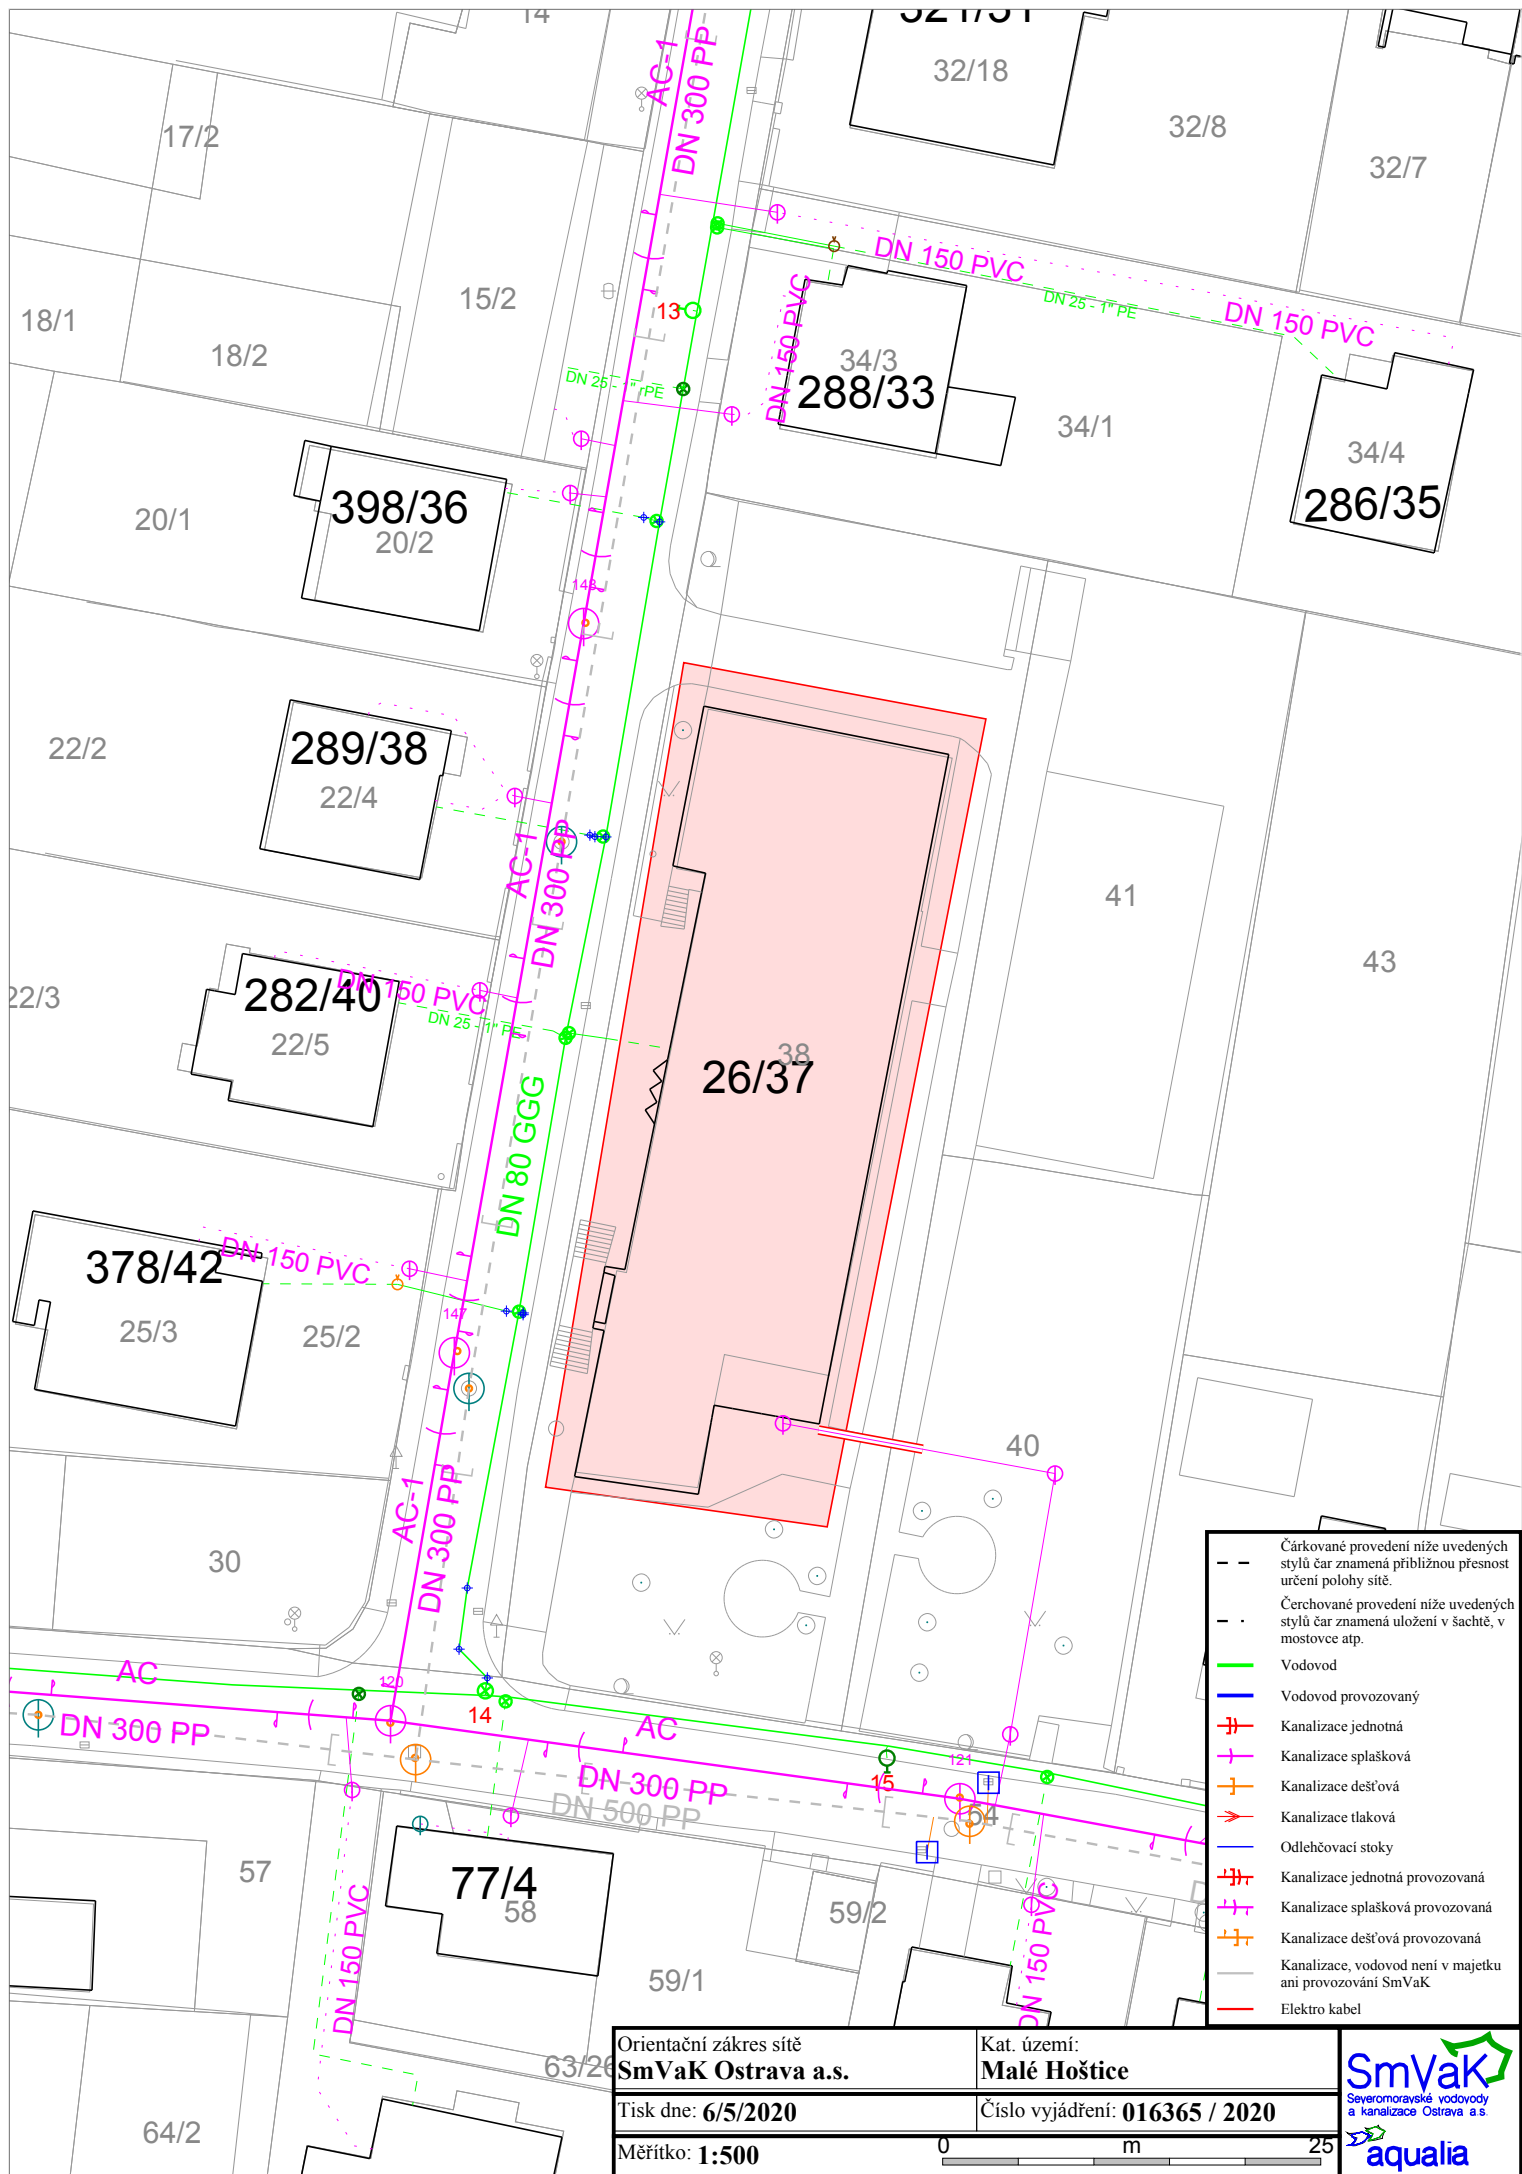 14
321/31
AC-1
DN 300 PP
32/18
32/8
32/7
17/2
DN 150 PVC
15/2
18/1
18/2
13
DN 25 - 1" PE
DN 150 PVC
DN 150 PVC
34/3
288/33
DN 25 - 1" rPE
34/1
34/4
286/35
398/36
20/1
20/2
148
22/2
289/38
22/4
AC-1
DN 300 PP
41
43
22/3
282/40
DN 150 PVC
DN 25 - 1" PE
22/5
38
26/37
DN 80 GGG
378/42
DN 150 PVC
25/3
25/2
147
40
AC-1
DN 300 PP
30
AC
120
14
AC
DN 300 PP
DN 300 PP
DN 500 PP
15
121
54
57
77/4
58
59/2
59/1
DN 150 PVC
DN 150 PVC
63/26
64/2
Čárkované provedení níže uvedených
stylů čar znamená přibližnou přesnost
určení polohy sítě.
Čerchované provedení níže uvedených
stylů čar znamená uložení v šachtě, v
mostovce atp.
Vodovod
Vodovod provozovaný
Kanalizace jednotná
Kanalizace splašková
Kanalizace dešťová
Kanalizace tlaková
Odlehčovací stoky
Kanalizace jednotná provozovaná
Kanalizace splašková provozovaná
Kanalizace dešťová provozovaná
Kanalizace, vodovod není v majetku
ani provozování SmVaK
Elektro kabel
Orientační zákres sítě
SmVaK Ostrava a.s.
Kat. území:
Malé Hoštice
Tisk dne: 6/5/2020
Číslo vyjádření: 016365 / 2020
Měřítko: 1:500
0 m 25
SmVaK
Severomoravské vodovody
a kanalizace Ostrava a.s.
aqualia